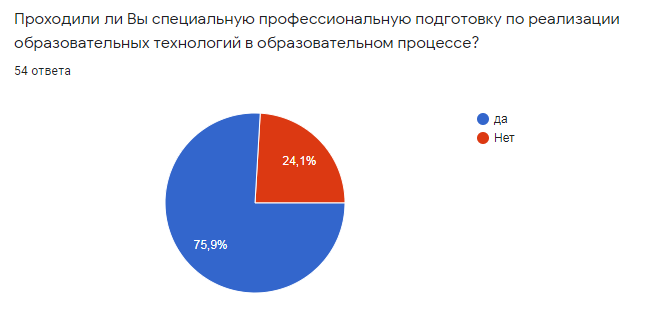 Проходили ли Вы специальную профессиональную подготовку по реализации
образовательных технологий в образовательном процессе?
54 ответа
да
Нет
24,1%
75,9%